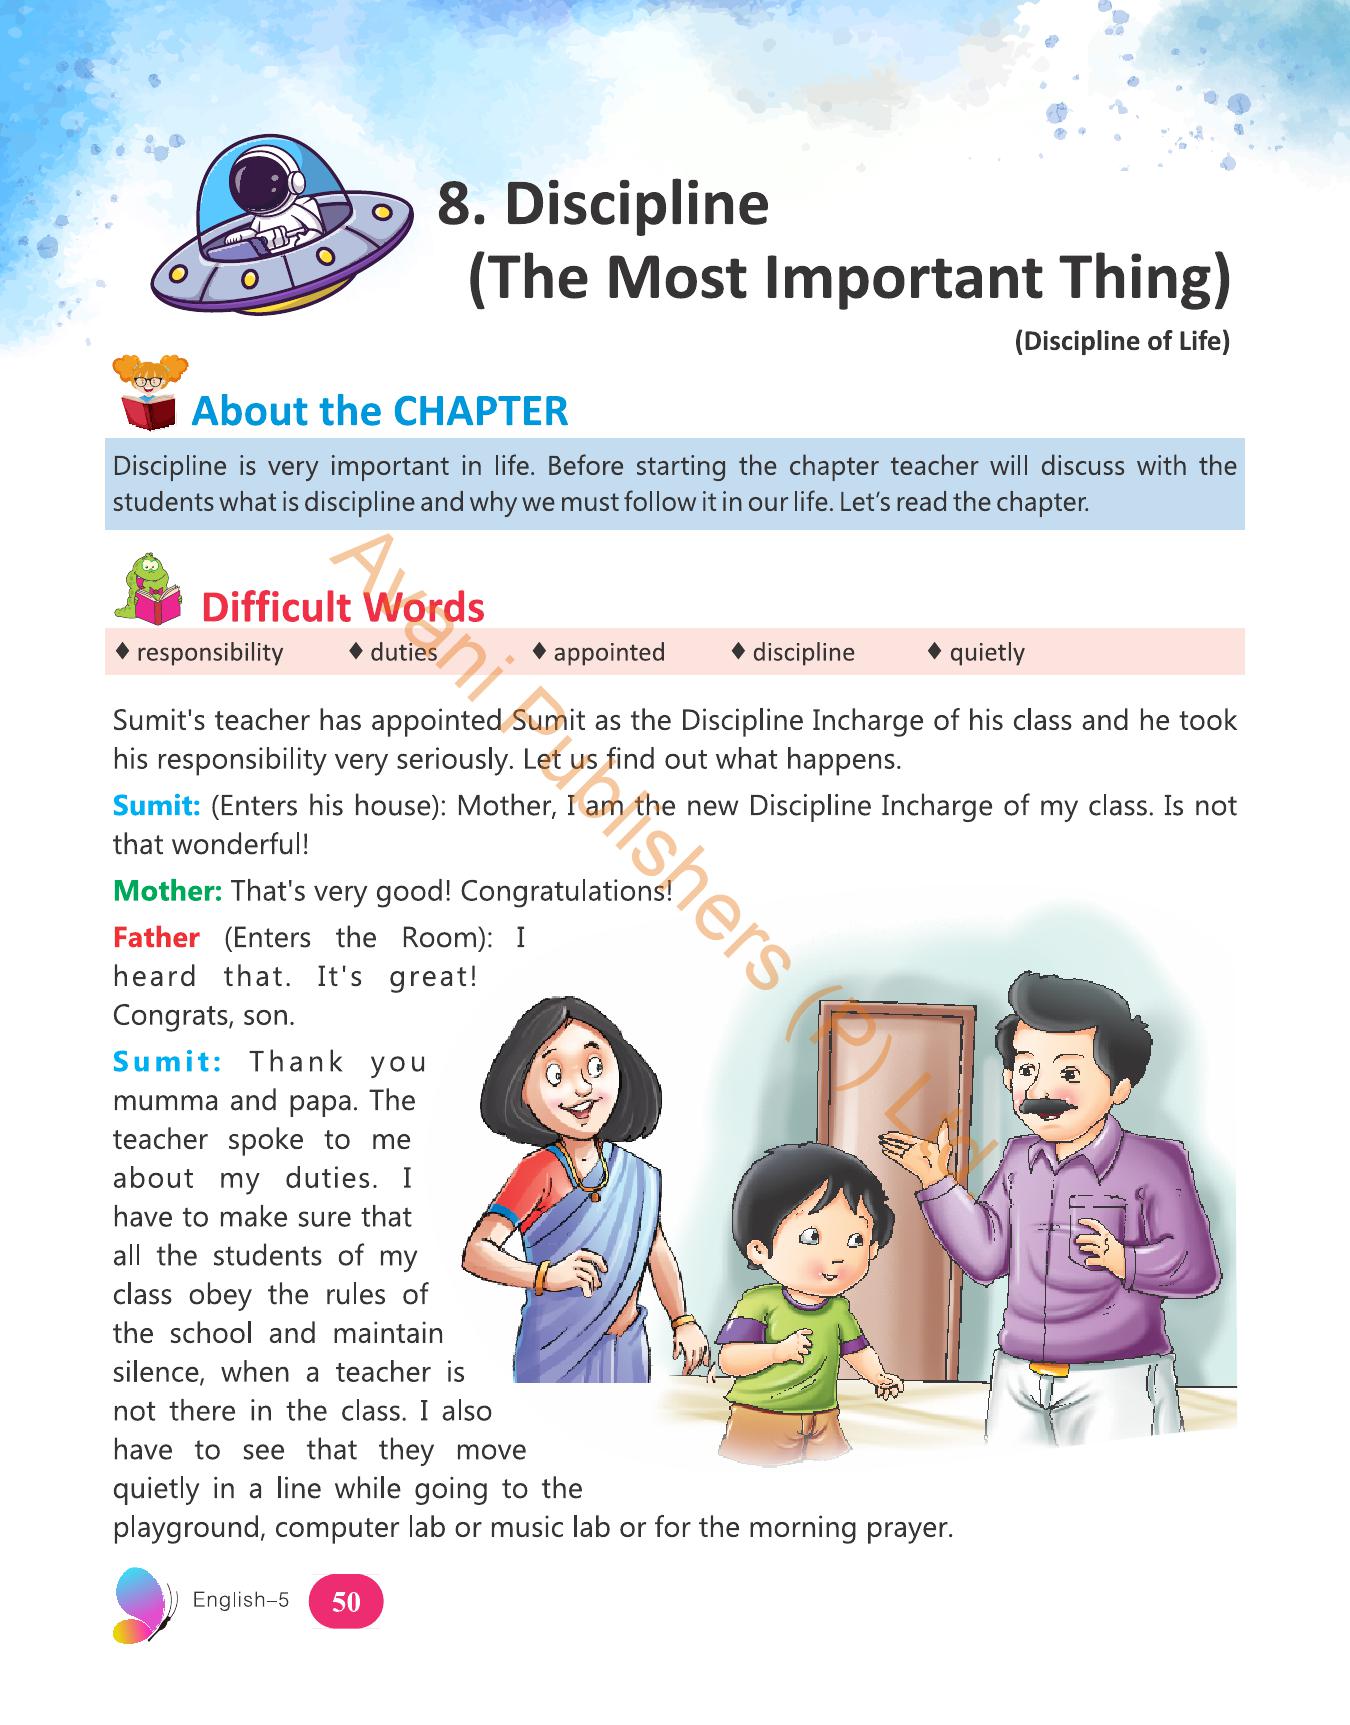 8. Discipline
(The Most Important Thing)
(Discipline of Life)
About the CHAPTER
Discipline is very important in life. Before starting the chapter teacher will discuss with the
students what is discipline and why we must follow it in our life. Let’s read the chapter.
Difficult Words
♦ responsibility ♦ duties ♦ appointed ♦ discipline ♦ quietly
Sumit's teacher has appointed Sumit as the Discipline Incharge of his class and he took
his responsibility very seriously. Let us find out what happens.
Sumit: (Enters his house): Mother, I am the new Discipline Incharge of my class. Is not
that wonderful!
Mother: That's very good! Congratulations!
Father (Enters the Room): I
heard that. It's great!
Congrats, son.
Sumit: Thank you
mumma and papa. The
teacher spoke to me
about my duties. I
have to make sure that
all the students of my
class obey the rules of
the school and maintain
silence, when a teacher is
not there in the class. I also
have to see that they move
quietly in a line while going to the
playground, computer lab or music lab or for the morning prayer.
English–5 50
Avani Publishers (P) Ltd